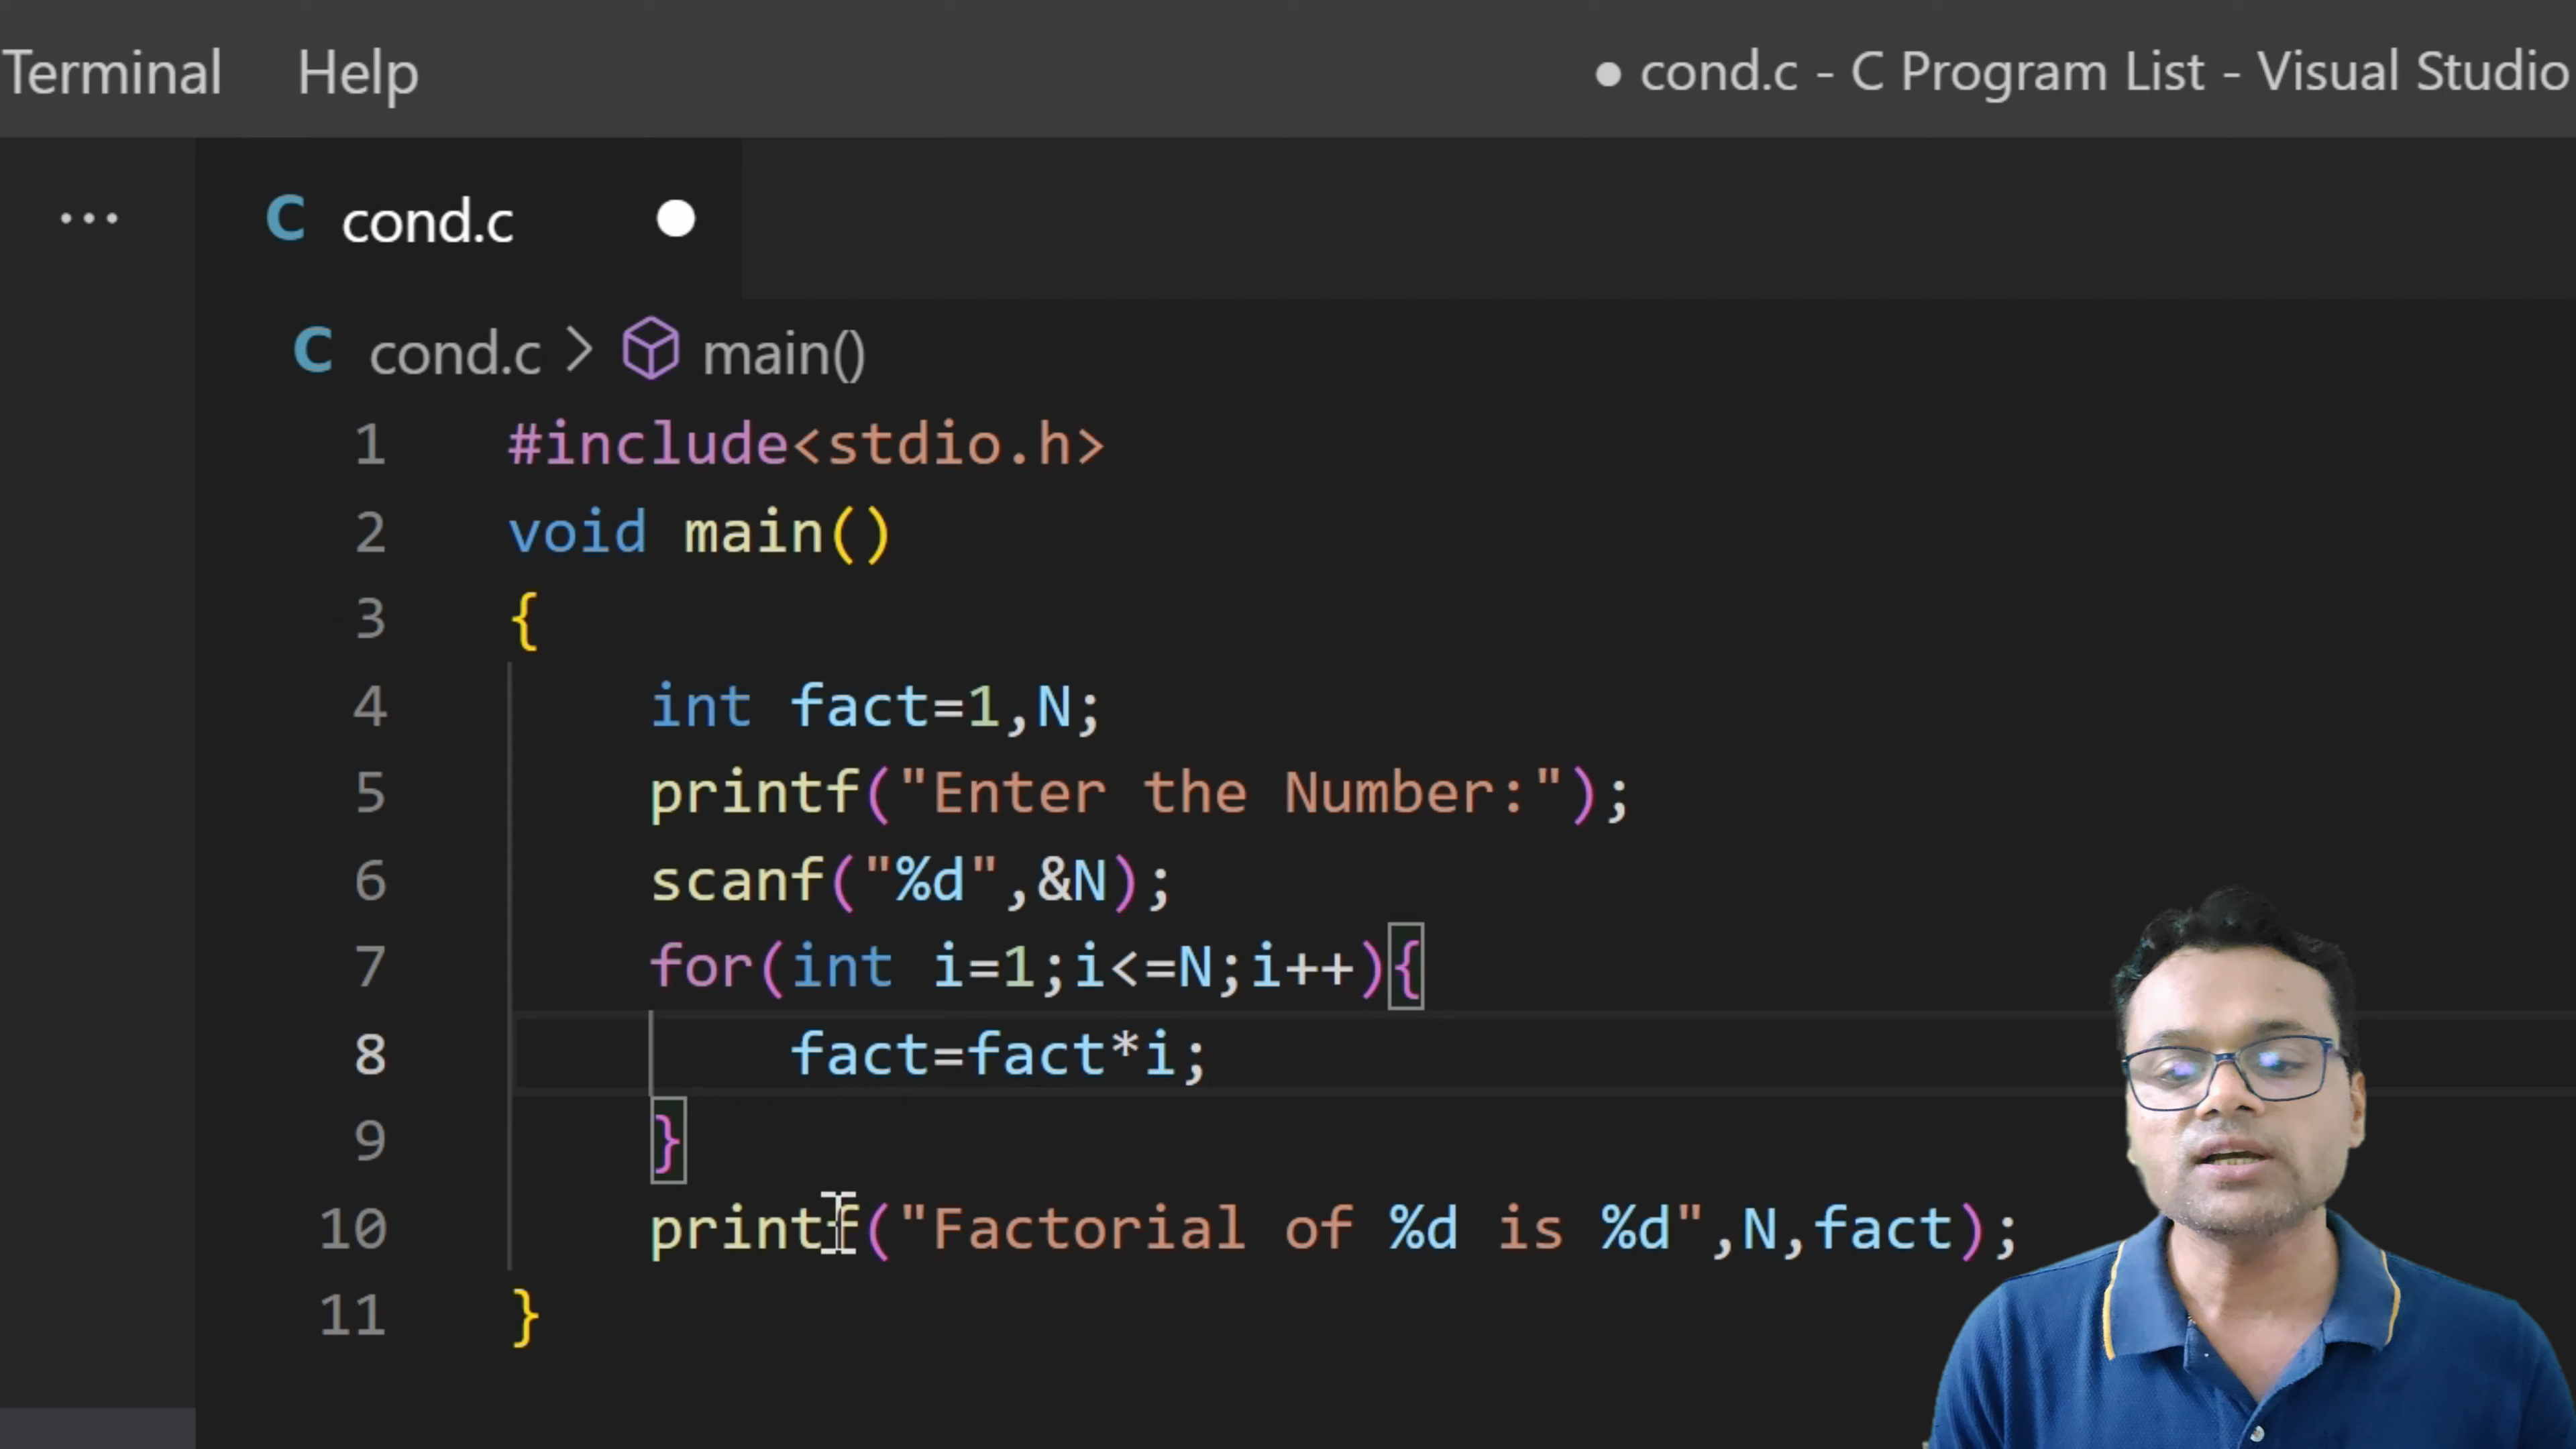 Terminal Help ● cond.c - C Program List - Visual Studio
··· C cond.c ●
C cond.c > main()
1 #include<stdio.h>
2 void main()
3 {
4 int fact=1,N;
5 printf("Enter the Number:");
6 scanf("%d",&N);
7 for(int i=1;i<=N;i++){
8 fact=fact*i;
9 }
10 printf("Factorial of %d is %d",N,fact);
11 }